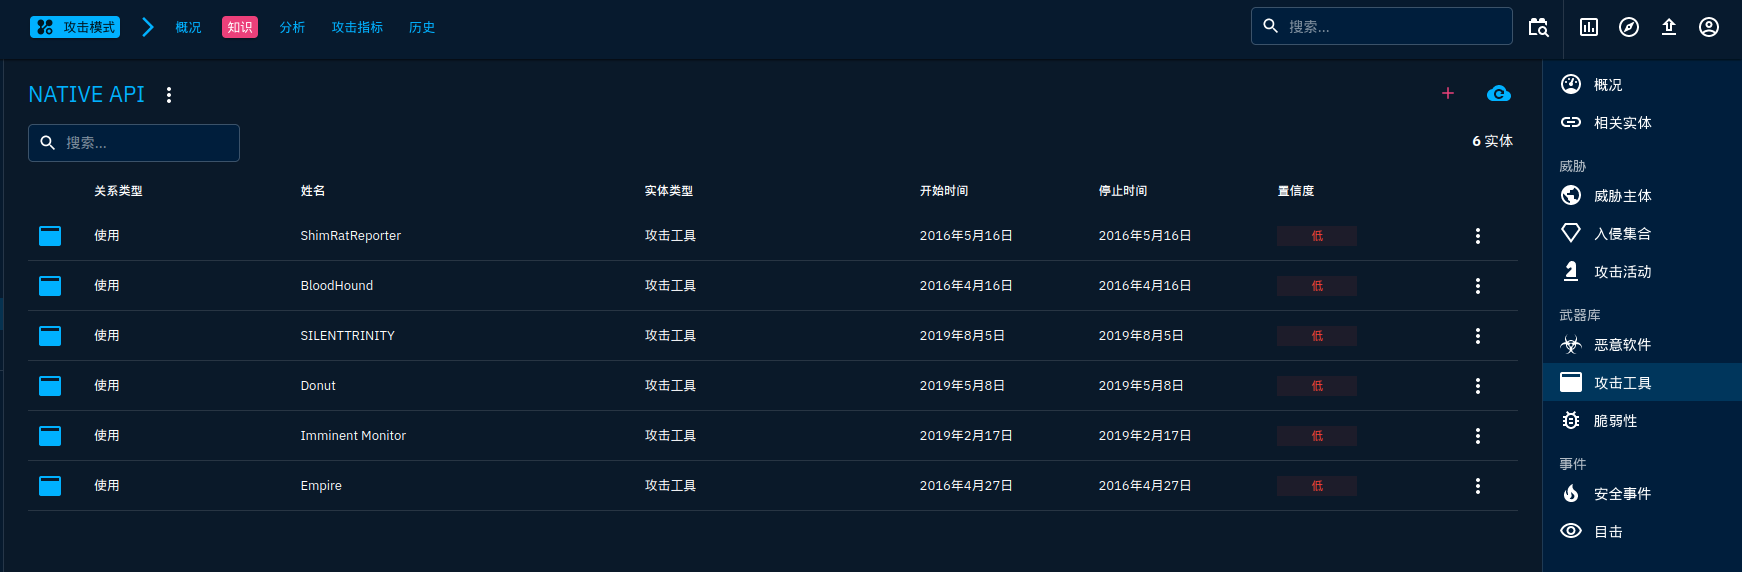 攻击模式 概况 知识 分析 攻击指标 历史 搜索...
NATIVE API
搜索...
6 实体
关系类型 姓名 实体类型 开始时间 停止时间 置信度
使用 ShimRatReporter 攻击工具 2016年5月16日 2016年5月16日 低
使用 BloodHound 攻击工具 2016年4月16日 2016年4月16日 低
使用 SILENTTRINITY 攻击工具 2019年8月5日 2019年8月5日 低
使用 Donut 攻击工具 2019年5月8日 2019年5月8日 低
使用 Imminent Monitor 攻击工具 2019年2月17日 2019年2月17日 低
使用 Empire 攻击工具 2016年4月27日 2016年4月27日 低
概况
相关实体
威胁
威胁主体
入侵集合
攻击活动
武器库
恶意软件
攻击工具
脆弱性
事件
安全事件
目击